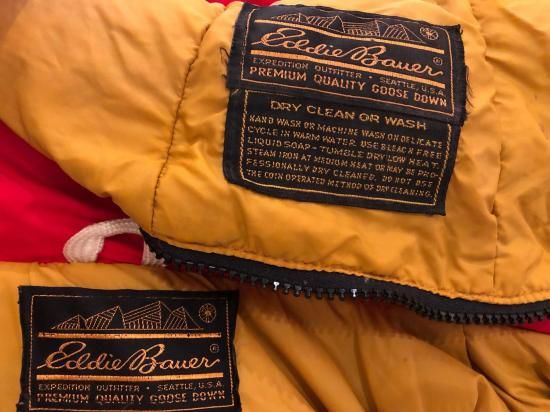 Eddie Bauer
EXPEDITION OUTFITTER · SEATTLE, U.S.A.
PREMIUM QUALITY GOOSE DOWN
DRY CLEAN OR WASH
HAND WASH OR MACHINE WASH ON DELICATE
CYCLE IN WARM WATER. USE BLEACH FREE
LIQUID SOAP - TUMBLE DRY LOW HEAT.
STEAM IRON AT MEDIUM HEAT OR MAY BE PRO-
FESSIONALLY DRY CLEANED. DO NOT USE
THE COIN OPERATED METHOD OF DRY CLEANING.
Eddie Bauer
EXPEDITION OUTFITTER · SEATTLE, U.S.A.
PREMIUM QUALITY GOOSE DOWN